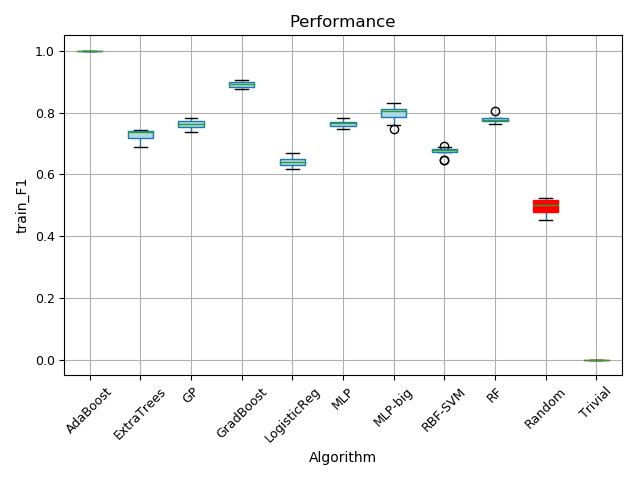 Performance
train_F1
1.0
0.8
0.6
0.4
0.2
0.0
AdaBoost
ExtraTrees
GP
GradBoost
LogisticReg
MLP
MLP-big
RBF-SVM
RF
Random
Trivial
Algorithm